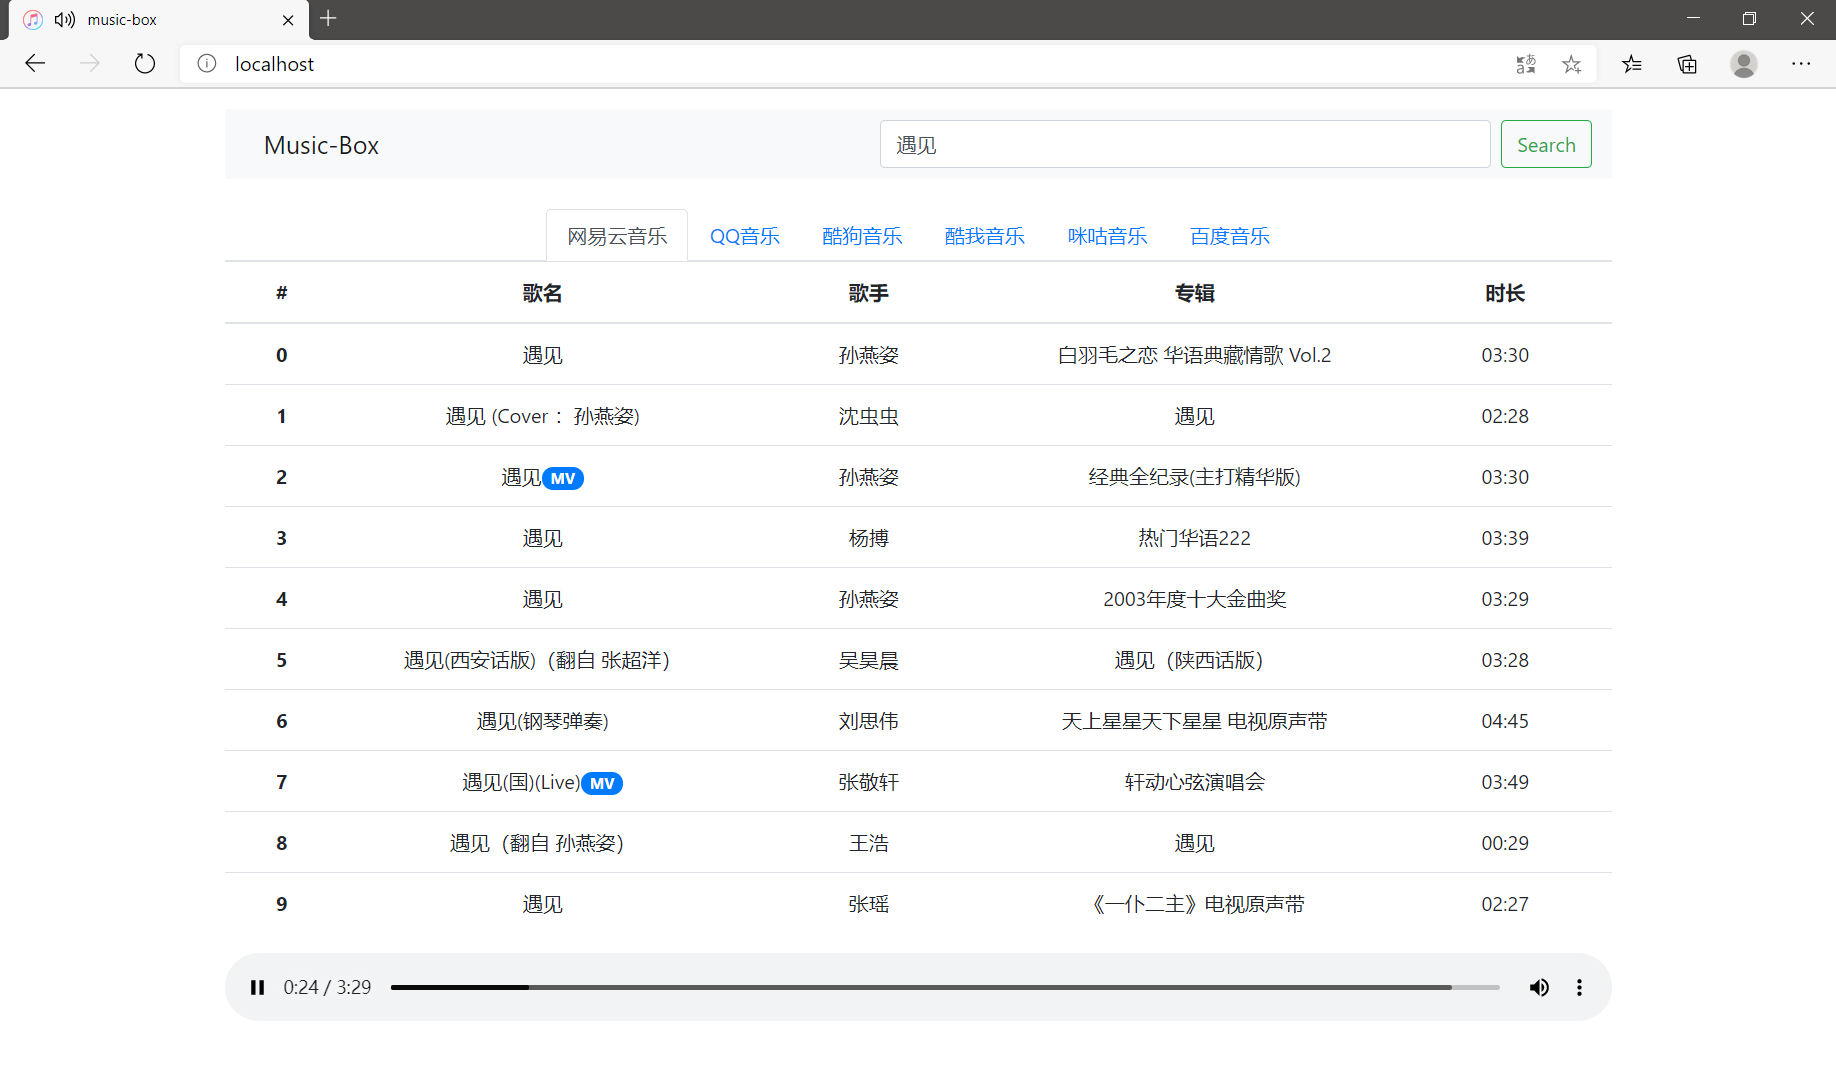 music-box
localhost
Music-Box 遇见 Search
网易云音乐 QQ音乐 酷狗音乐 酷我音乐 咪咕音乐 百度音乐
# 歌名 歌手 专辑 时长
0 遇见 孙燕姿 白羽毛之恋 华语典藏情歌 Vol.2 03:30
1 遇见 (Cover ：孙燕姿) 沈虫虫 遇见 02:28
2 遇见MV 孙燕姿 经典全纪录(主打精华版) 03:30
3 遇见 杨搏 热门华语222 03:39
4 遇见 孙燕姿 2003年度十大金曲奖 03:29
5 遇见(西安话版)（翻自 张超洋） 吴昊晨 遇见（陕西话版） 03:28
6 遇见(钢琴弹奏) 刘思伟 天上星星天下星星 电视原声带 04:45
7 遇见(国)(Live)MV 张敬轩 轩动心弦演唱会 03:49
8 遇见（翻自 孙燕姿） 王浩 遇见 00:29
9 遇见 张瑶 《一仆二主》电视原声带 02:27
0:24 / 3:29